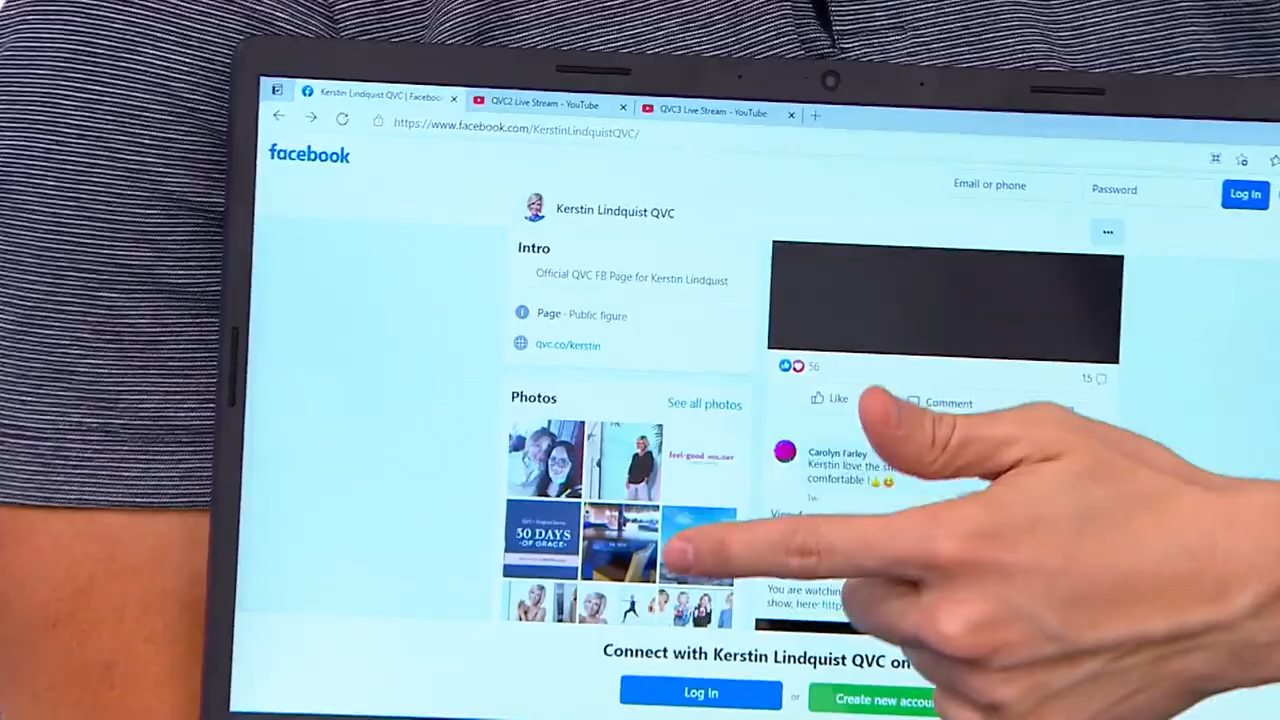 Kerstin Lindquist QVC | Faceboo
QVC2 Live Stream - YouTube
QVC3 Live Stream - YouTube
https://www.facebook.com/KerstinLindquistQVC/
facebook
Email or phone
Password
Log In
Kerstin Lindquist QVC
Intro
Official QVC FB Page for Kerstin Lindquist
Page · Public figure
qvc.co/kerstin
56
15
Like
Comment
Photos
See all photos
feel-good
30 DAYS
OF GRACE
Carolyn Farley
Kerstin love the
comfortable !
1w
You are watchin
show, here: http
Connect with Kerstin Lindquist QVC on
Log In
or
Create new accou